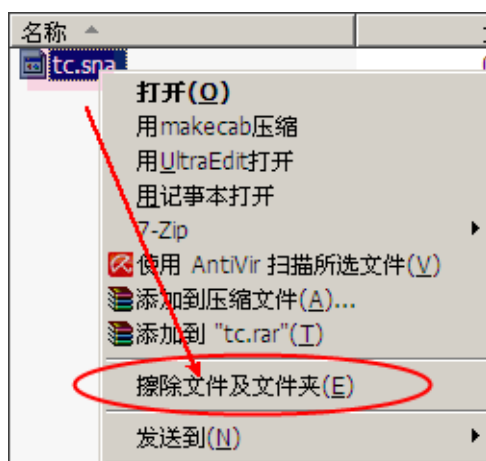 名称
tc.sna
打开(O)
用makecab压缩
用UltraEdit打开
用记事本打开
7-Zip
使用 AntiVir 扫描所选文件(V)
添加到压缩文件(A)...
添加到 "tc.rar"(T)
擦除文件及文件夹(E)
发送到(N)